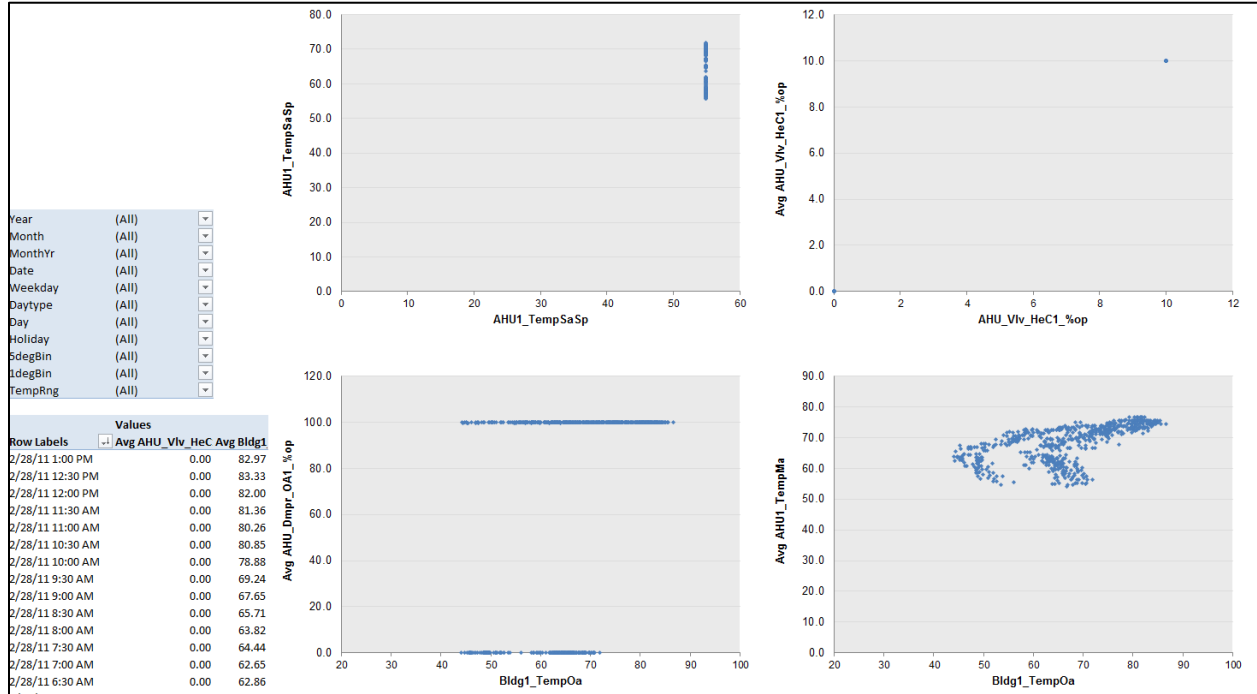 Year (All)
Month (All)
MonthYr (All)
Date (All)
Weekday (All)
Daytype (All)
Day (All)
Holiday (All)
5degBin (All)
1degBin (All)
TempRng (All)
Values
Row Labels Avg AHU_Vlv_HeC Avg Bldg1
2/28/11 1:00 PM 0.00 82.97
2/28/11 12:30 PM 0.00 83.33
2/28/11 12:00 PM 0.00 82.00
2/28/11 11:30 AM 0.00 81.36
2/28/11 11:00 AM 0.00 80.26
2/28/11 10:30 AM 0.00 80.85
2/28/11 10:00 AM 0.00 78.88
2/28/11 9:30 AM 0.00 69.24
2/28/11 9:00 AM 0.00 67.65
2/28/11 8:30 AM 0.00 65.71
2/28/11 8:00 AM 0.00 63.82
2/28/11 7:30 AM 0.00 64.44
2/28/11 7:00 AM 0.00 62.65
2/28/11 6:30 AM 0.00 62.86
AHU1_TempSaSp
80.0
70.0
60.0
50.0
40.0
30.0
20.0
10.0
0.0
0 10 20 30 40 50 60
AHU1_TempSaSp
Avg AHU_Vlv_HeC1_%op
12.0
10.0
8.0
6.0
4.0
2.0
0.0
0 2 4 6 8 10 12
AHU_Vlv_HeC1_%op
Avg AHU_Dmpr_OA1_%op
120.0
100.0
80.0
60.0
40.0
20.0
0.0
20 30 40 50 60 70 80 90 100
Bldg1_TempOa
Avg AHU1_TempMa
90.0
80.0
70.0
60.0
50.0
40.0
30.0
20.0
10.0
0.0
20 30 40 50 60 70 80 90 100
Bldg1_TempOa